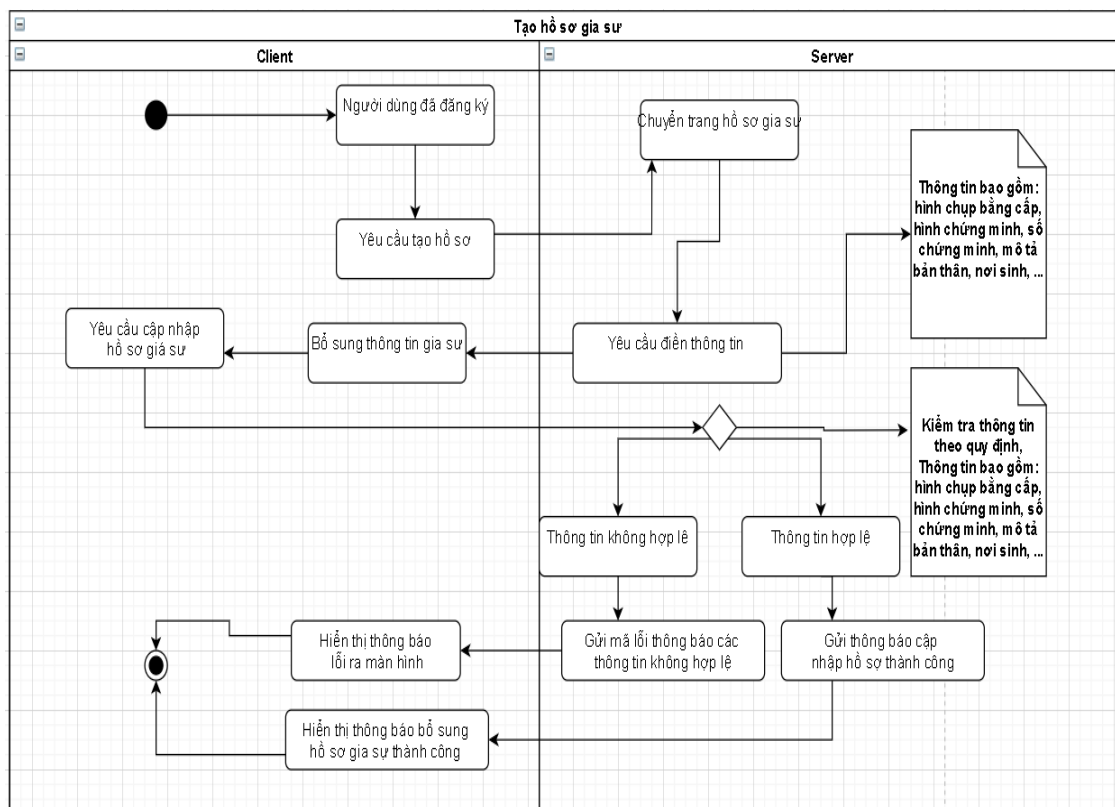 Tạo hồ sơ gia sư
Client
Server
Người dùng đã đăng ký
Chuyển trang hồ sơ gia sư
Thông tin bao gồm:
hình chụp bằng cấp,
hình chứng minh, số
chứng minh, mô tả
bản thân, nơi sinh, ...
Yêu cầu tạo hồ sơ
Yêu cầu cập nhập
hồ sơ giá sư
Bổ sung thông tin gia sư
Yêu cầu điền thông tin
Kiểm tra thông tin
theo quy định,
Thông tin bao gồm:
hình chụp bằng cấp,
hình chứng minh, số
chứng minh, mô tả
bản thân, nơi sinh, ...
Thông tin không hợp lê
Thông tin hợp lệ
Hiển thị thông báo
lỗi ra màn hình
Gửi mã lỗi thông báo các
thông tin không hợp lệ
Gửi thông báo cập
nhập hồ sợ thành công
Hiển thị thông báo bổ sung
hồ sơ gia sự thành công